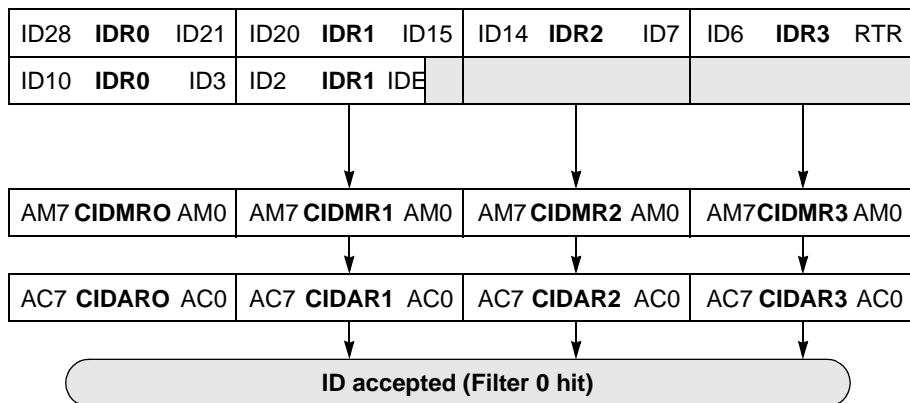 ID28 IDR0 ID21 ID20 IDR1 ID15 ID14 IDR2 ID7 ID6 IDR3 RTR
ID10 IDR0 ID3 ID2 IDR1 IDE
AM7 CIDMRO AM0 AM7 CIDMR1 AM0 AM7 CIDMR2 AM0 AM7 CIDMR3 AM0
AC7 CIDARO AC0 AC7 CIDAR1 AC0 AC7 CIDAR2 AC0 AC7 CIDAR3 AC0
ID accepted (Filter 0 hit)